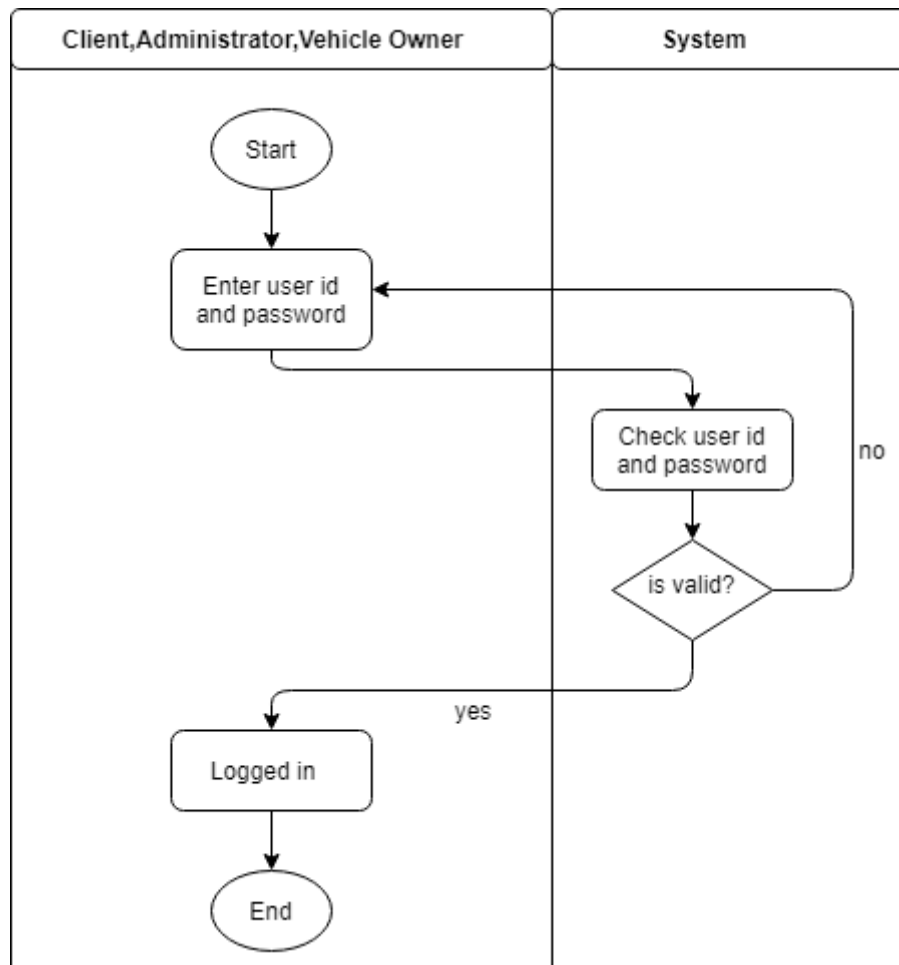 Client,Administrator,Vehicle Owner
System
Start
Enter user id
and password
Check user id
and password
no
is valid?
yes
Logged in
End